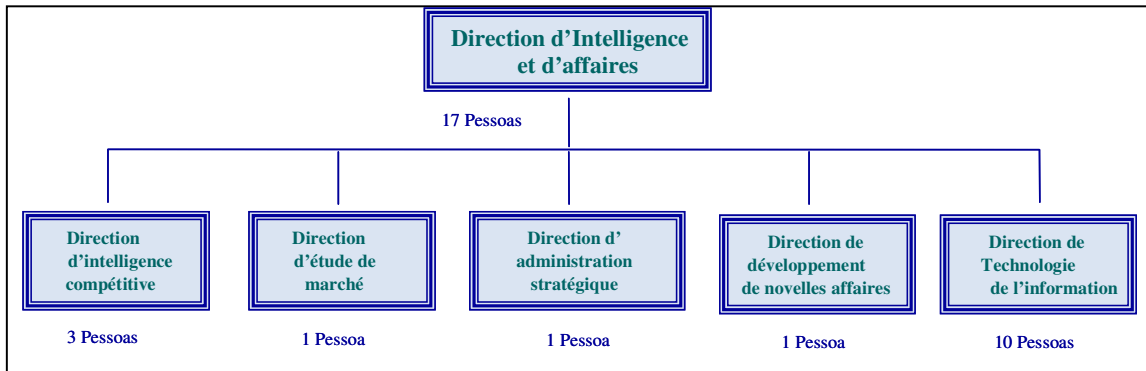 Direction d’Intelligence
et d’affaires
17 Pessoas
Direction
d’intelligence
compétitive
3 Pessoas
Direction
d’étude de
marché
1 Pessoa
Direction d’
administration
stratégique
1 Pessoa
Direction de
développement
de novelles affaires
1 Pessoa
Direction de
Technologie
de l’information
10 Pessoas